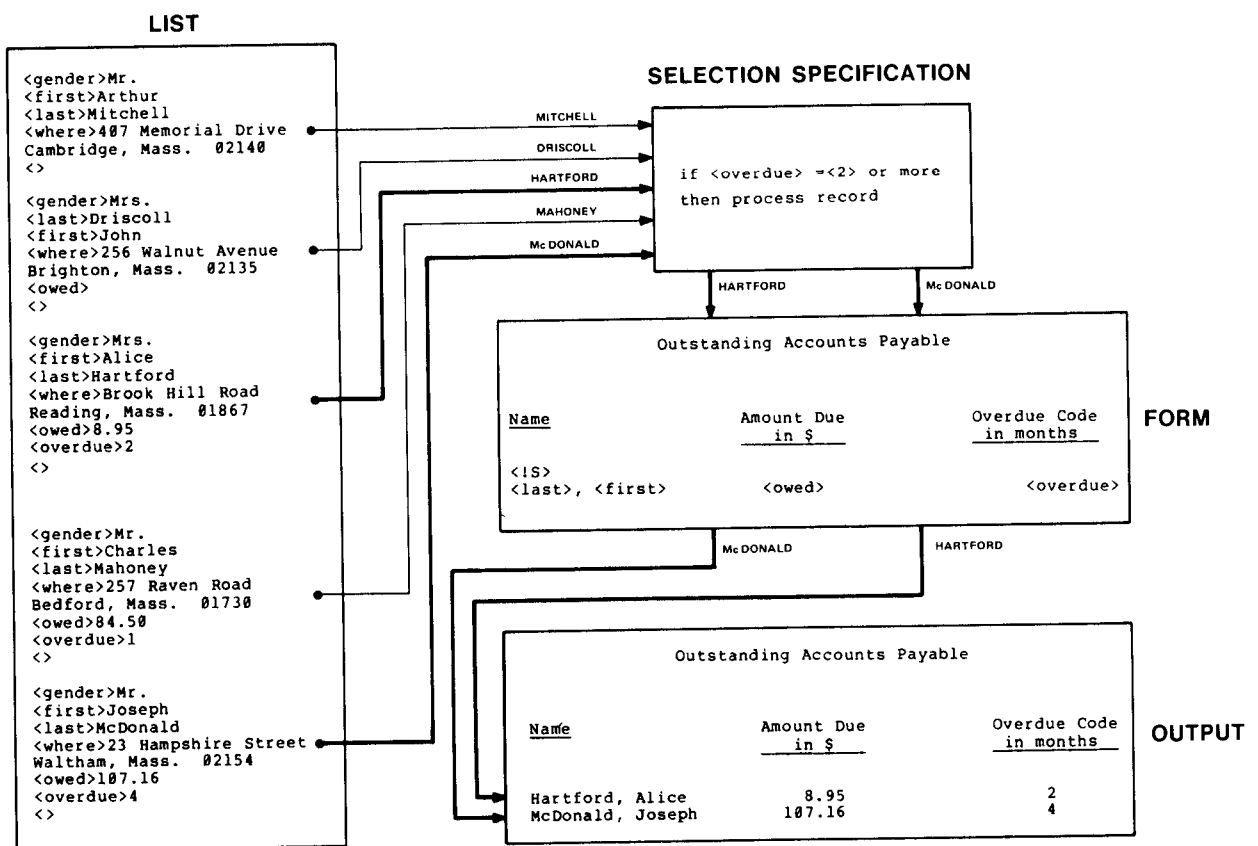 LIST
<gender>Mr.
<first>Arthur
<last>Mitchell
<where>407 Memorial Drive
Cambridge, Mass.  02140
<>
<gender>Mrs.
<last>Driscoll
<first>John
<where>256 Walnut Avenue
Brighton, Mass.  02135
<owed>
<>
<gender>Mrs.
<first>Alice
<last>Hartford
<where>Brook Hill Road
Reading, Mass.  01867
<owed>8.95
<overdue>2
<>
<gender>Mr.
<first>Charles
<last>Mahoney
<where>257 Raven Road
Bedford, Mass.  01730
<owed>84.50
<overdue>1
<>
<gender>Mr.
<first>Joseph
<last>McDonald
<where>23 Hampshire Street
Waltham, Mass.  02154
<owed>107.16
<overdue>4
<>
MITCHELL
DRISCOLL
HARTFORD
MAHONEY
McDONALD
SELECTION SPECIFICATION
if <overdue> =<2> or more
then process record
HARTFORD
McDONALD
Outstanding Accounts Payable
Name Amount Due Overdue Code
in $ in months
<!S>
<last>, <first> <owed> <overdue>
FORM
McDONALD
HARTFORD
Outstanding Accounts Payable
Name Amount Due Overdue Code
in $ in months
Hartford, Alice 8.95 2
McDonald, Joseph 107.16 4
OUTPUT